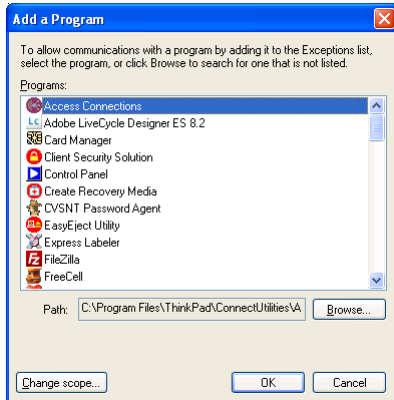 Add a Program
To allow communications with a program by adding it to the Exceptions list,
select the program, or click Browse to search for one that is not listed.
Programs:
Access Connections
Adobe LiveCycle Designer ES 8.2
Card Manager
Client Security Solution
Control Panel
Create Recovery Media
CVSNT Password Agent
EasyEject Utility
Express Labeler
FileZilla
FreeCell
Path: C:\Program Files\ThinkPad\ConnectUtilities\A Browse...
Change scope... OK Cancel